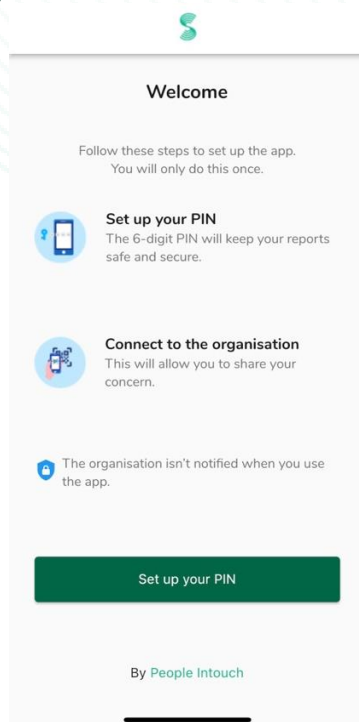 Welcome
Follow these steps to set up the app.
You will only do this once.
Set up your PIN
The 6-digit PIN will keep your reports
safe and secure.
Connect to the organisation
This will allow you to share your
concern.
The organisation isn't notified when you use
the app.
Set up your PIN
By People Intouch